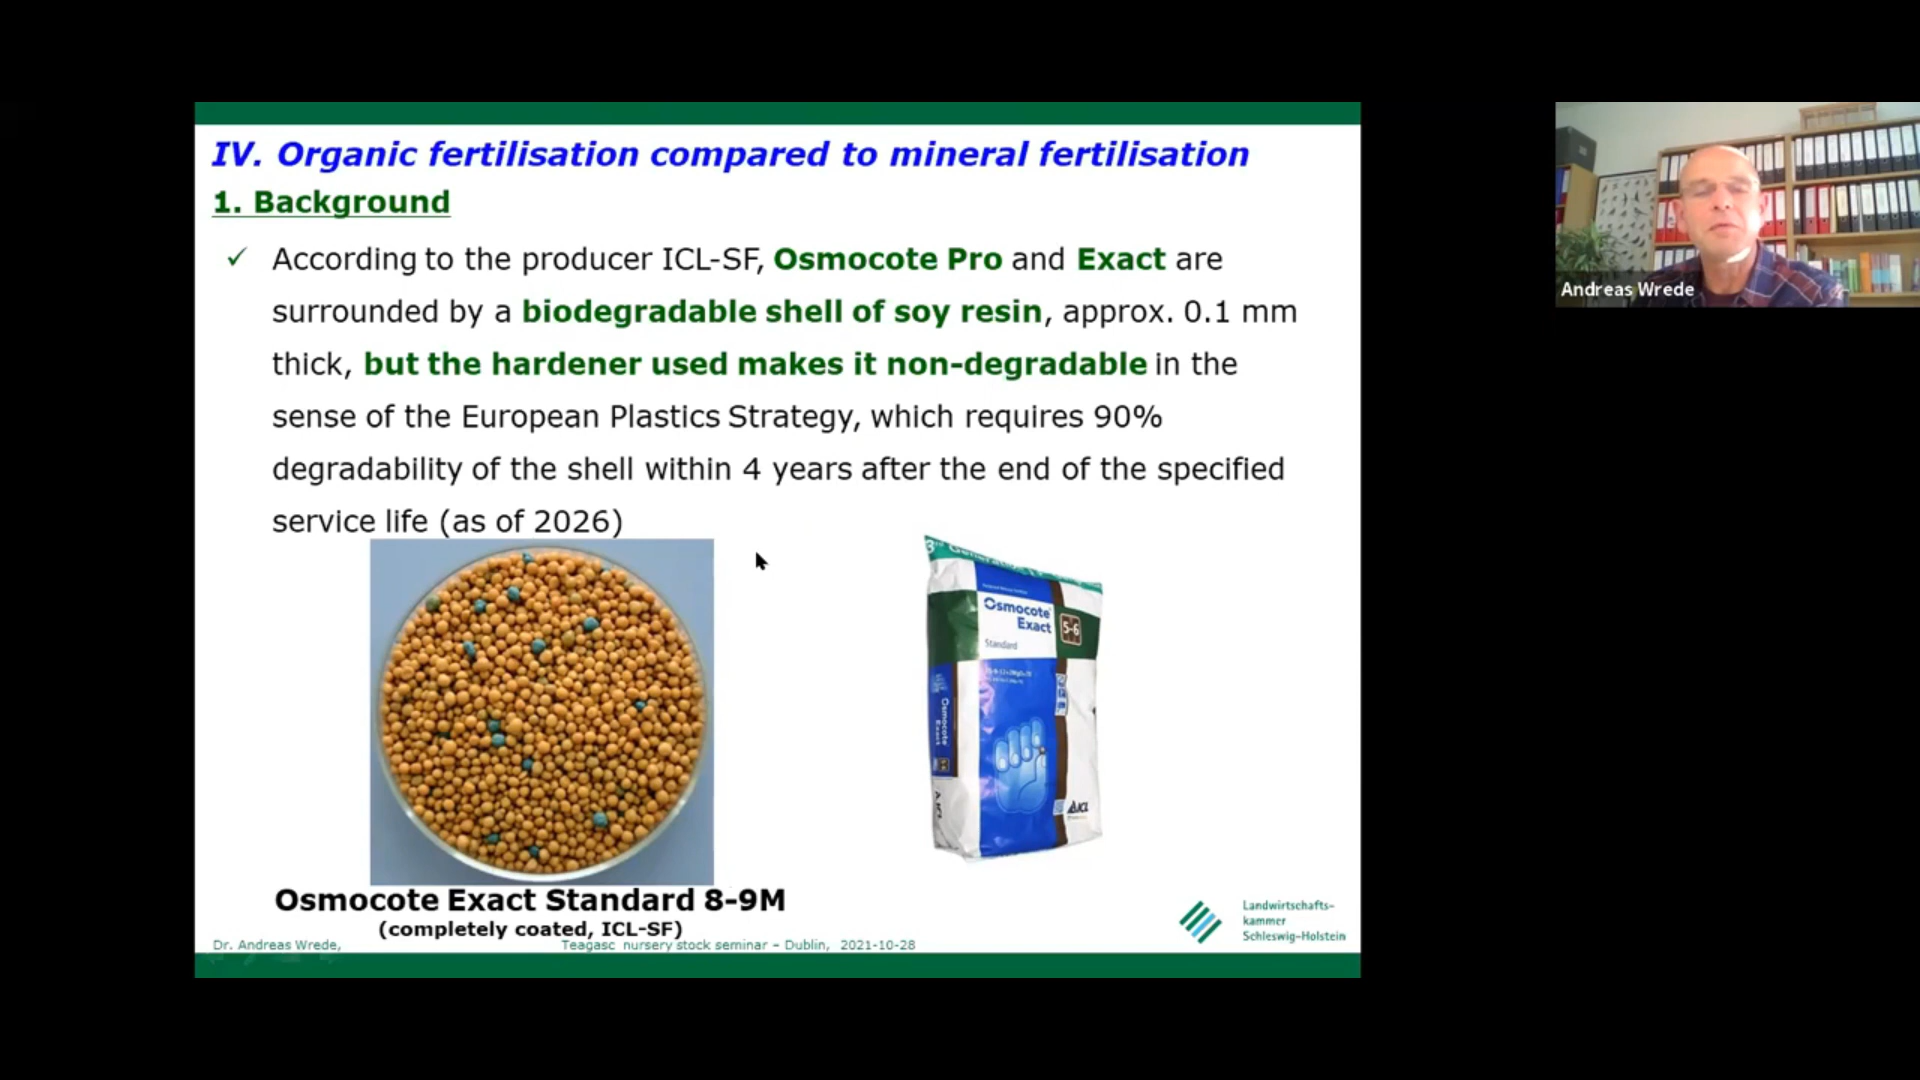 IV. Organic fertilisation compared to mineral fertilisation
1. Background
✓ According to the producer ICL-SF, Osmocote Pro and Exact are
surrounded by a biodegradable shell of soy resin, approx. 0.1 mm
thick, but the hardener used makes it non-degradable in the
sense of the European Plastics Strategy, which requires 90%
degradability of the shell within 4 years after the end of the specified
service life (as of 2026)
Osmocote
Exact
5-6
Standard
Osmocote
Exact
ICL
ICL
Osmocote Exact Standard 8-9M
(completely coated, ICL-SF)
Dr. Andreas Wrede,
Teagasc nursery stock seminar – Dublin, 2021-10-28
Landwirtschafts-
kammer
Schleswig-Holstein
Andreas Wrede